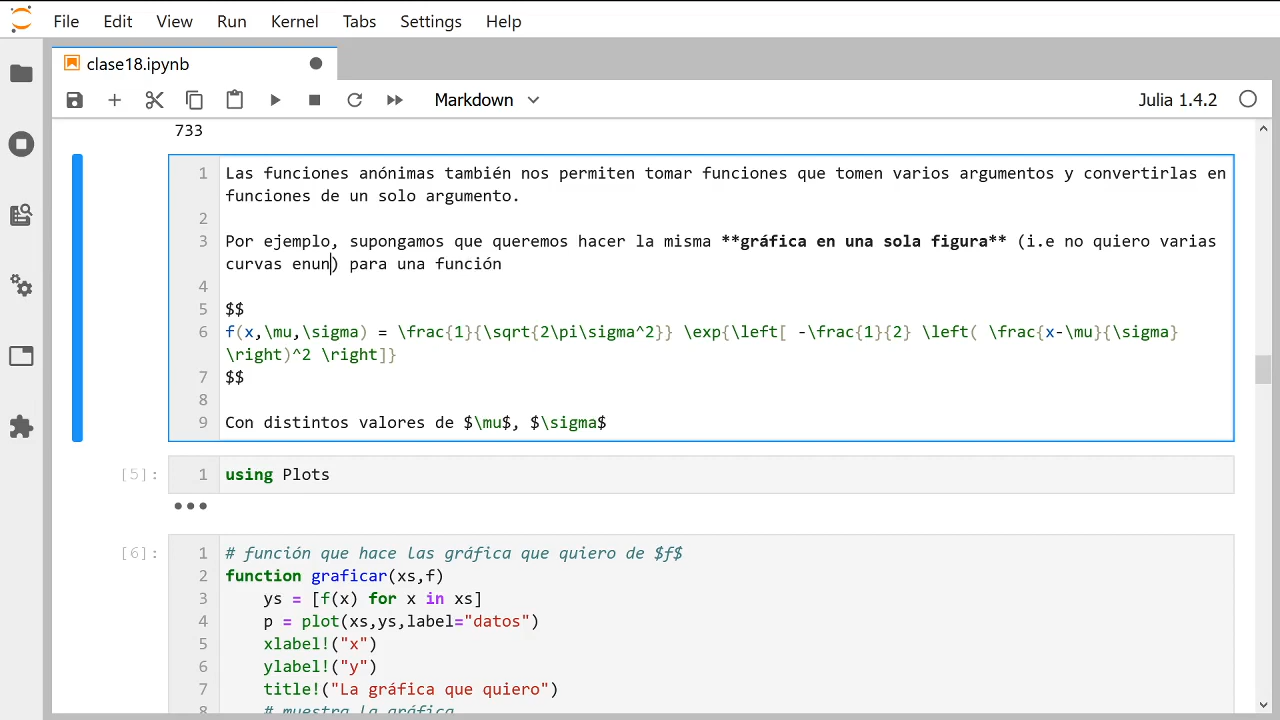 File Edit View Run Kernel Tabs Settings Help
clase18.ipynb
Markdown
Julia 1.4.2
733
1 Las funciones anónimas también nos permiten tomar funciones que tomen varios argumentos y convertirlas en
funciones de un solo argumento.
2
3 Por ejemplo, supongamos que queremos hacer la misma **gráfica en una sola figura** (i.e no quiero varias
curvas enun) para una función
4
5 $$
6 f(x,\mu,\sigma) = \frac{1}{\sqrt{2\pi\sigma^2}} \exp{\left[ -\frac{1}{2} \left( \frac{x-\mu}{\sigma}
\right)^2 \right]}
7 $$
8
9 Con distintos valores de $\mu$, $\sigma$
[5]: 1 using Plots
[6]: 1 # función que hace las gráfica que quiero de $f$
2 function graficar(xs,f)
3 ys = [f(x) for x in xs]
4 p = plot(xs,ys,label="datos")
5 xlabel!("x")
6 ylabel!("y")
7 title!("La gráfica que quiero")
8 # muestra la gráfica